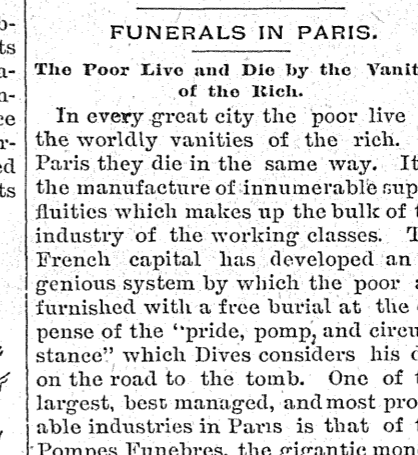 FUNERALS IN PARIS.
The Poor Live and Die by the Vanit
of the Rich.
In every great city the poor live
the worldly vanities of the rich.
Paris they die in the same way. It
the manufacture of innumerable sup
fluities which makes up the bulk of t
industry of the working classes. T
French capital has developed an
genious system by which the poor a
furnished with a free burial at the
pense of the "pride, pomp, and circu
stance" which Dives considers his d
on the road to the tomb. One of t
largest, best managed, and most pro
able industries in Paris is that of t
Pompes Funebres, the gigantic mon